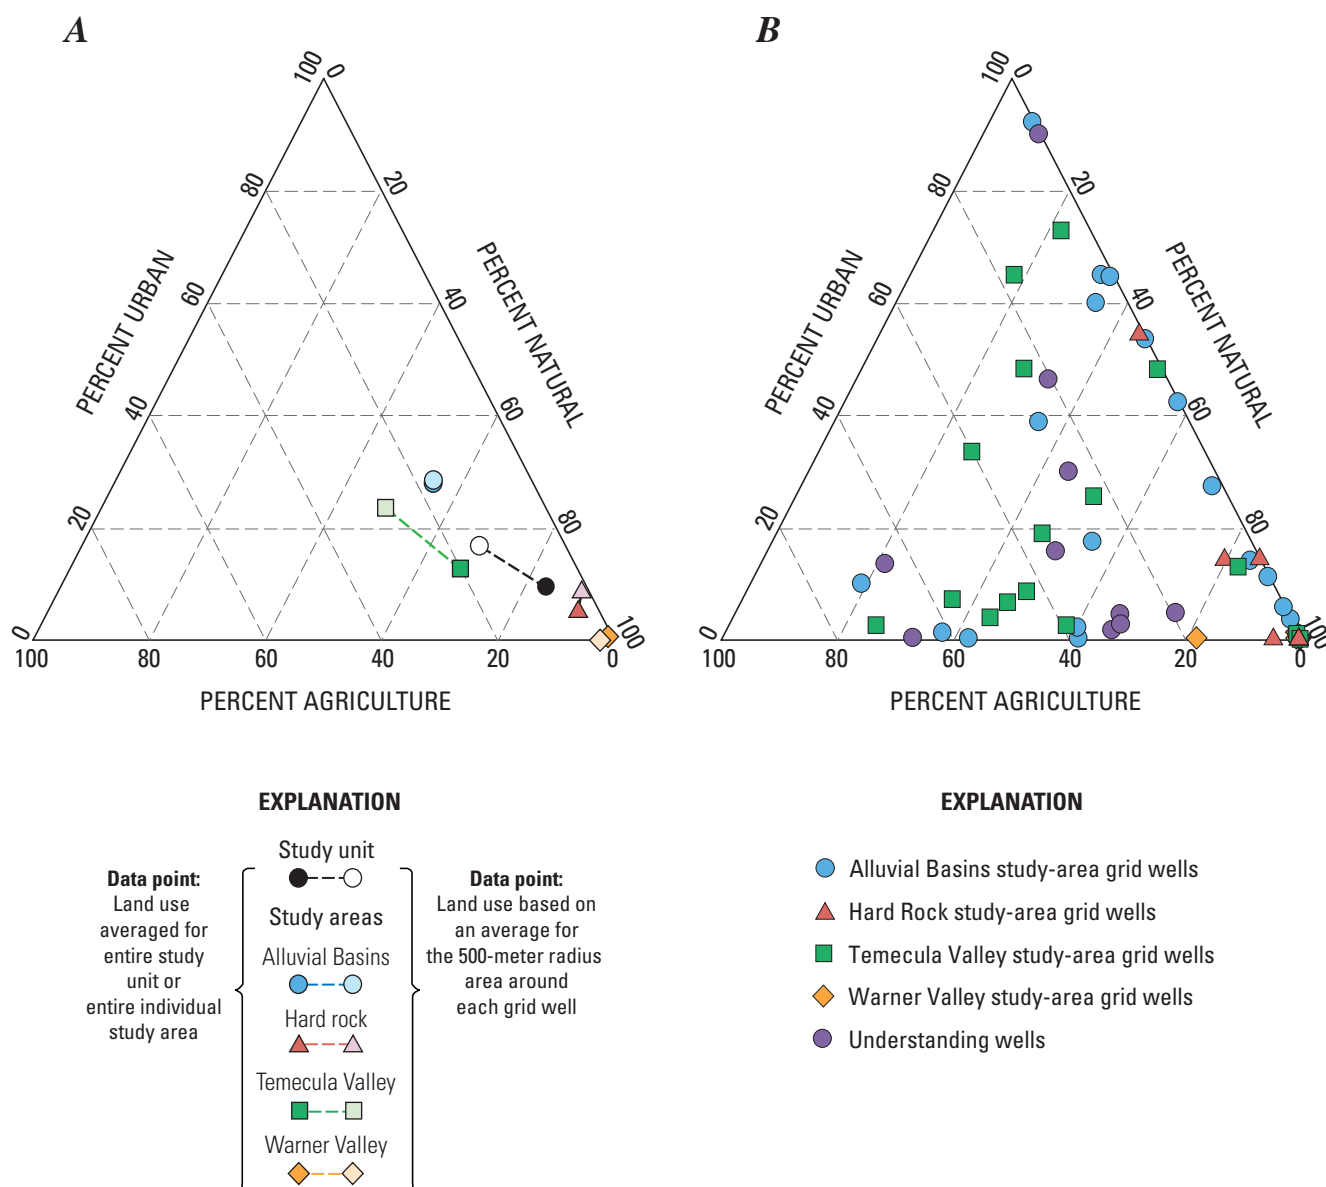 A
B
100
0
80
20
60
40
40
60
20
80
0
100
100
80
60
40
20
0
PERCENT URBAN
PERCENT NATURAL
PERCENT AGRICULTURE
100
0
80
20
60
40
40
60
20
80
0
100
100
80
60
40
20
0
PERCENT URBAN
PERCENT NATURAL
PERCENT AGRICULTURE
EXPLANATION
Study unit
Data point:
Land use
averaged for
entire study
unit or
entire individual
study area
Study areas
Alluvial Basins
Hard rock
Temecula Valley
Warner Valley
Data point:
Land use based on
an average for
the 500-meter radius
area around
each grid well
EXPLANATION
Alluvial Basins study-area grid wells
Hard Rock study-area grid wells
Temecula Valley study-area grid wells
Warner Valley study-area grid wells
Understanding wells